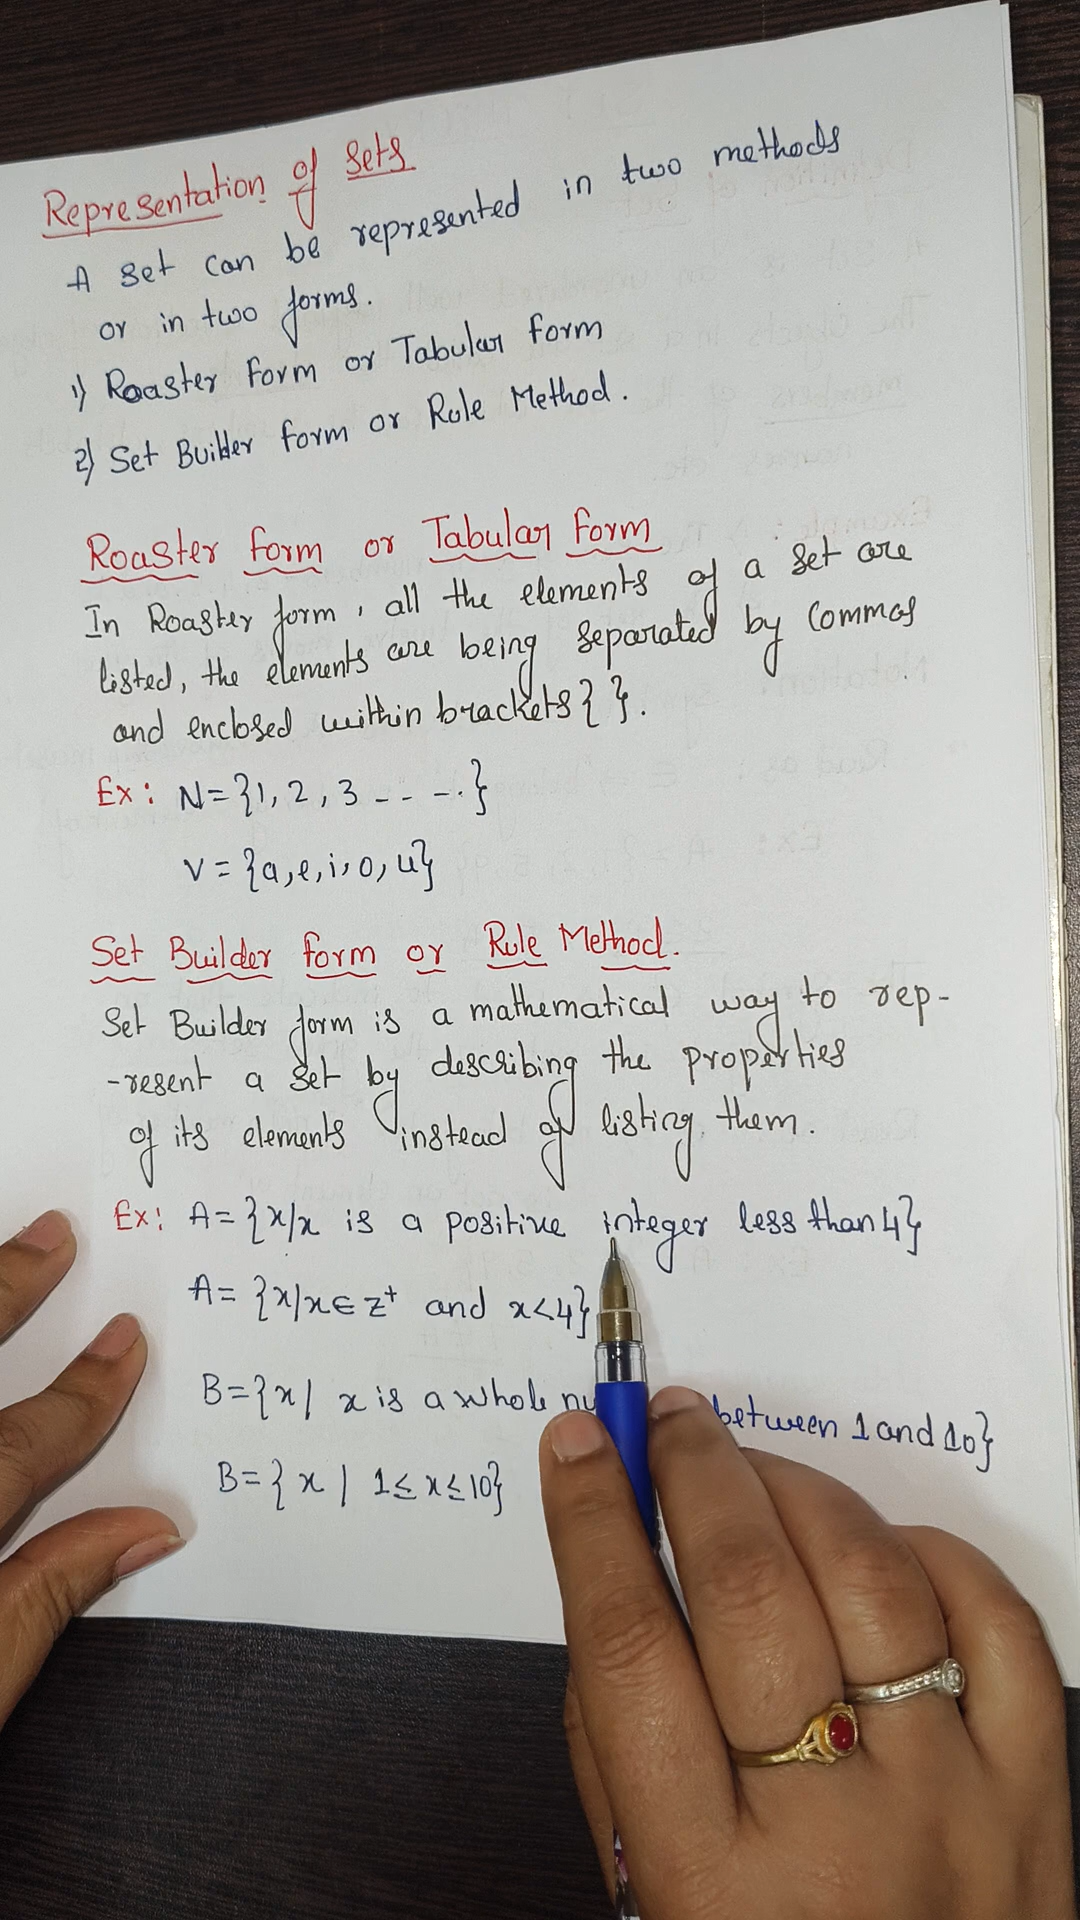 Representation of Sets
A set can be represented in two methods
or in two forms.
1) Roaster Form or Tabular form
2) Set Builder form or Rule Method.
Roaster form or Tabular form
In Roaster form, all the elements of a set are
listed, the elements are being separated by commas
and enclosed within brackets { }.
Ex: N={1, 2, 3 - - - .}
V = {a, e, i, o, u}
Set Builder form or Rule Method.
Set Builder form is a mathematical way to rep-
-resent a set by describing the properties
of its elements instead of listing them.
Ex: A= {x/x is a positive integer less than 4}
A= {x/x∈ z⁺ and x<4}
B={x/ x is a whole between 1 and 10}
B={ x / 1≤ x ≤ 10}